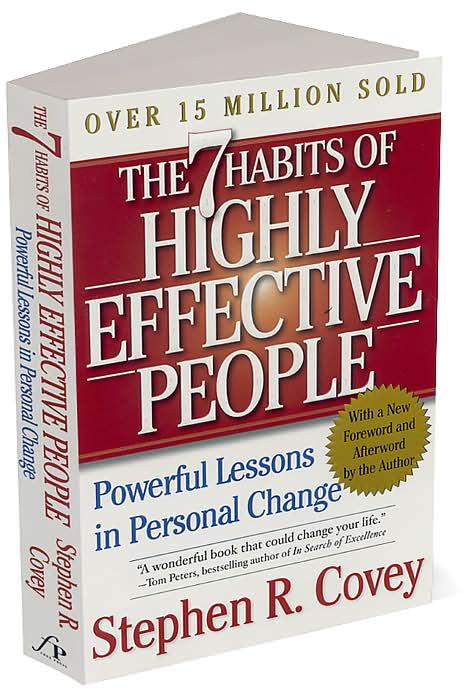 OVER 15 MILLION SOLD
THE 7 HABITS OF
HIGHLY
EFFECTIVE
PEOPLE
With a New
Foreword and
Afterword
by the Author
Powerful Lessons
in Personal Change
"A wonderful book that could change your life."
—Tom Peters, bestselling author of In Search of Excellence
Stephen R. Covey
THE 7 HABITS OF HIGHLY EFFECTIVE PEOPLE
Powerful Lessons in Personal Change
Stephen R.
Covey
fP
FREE PRESS